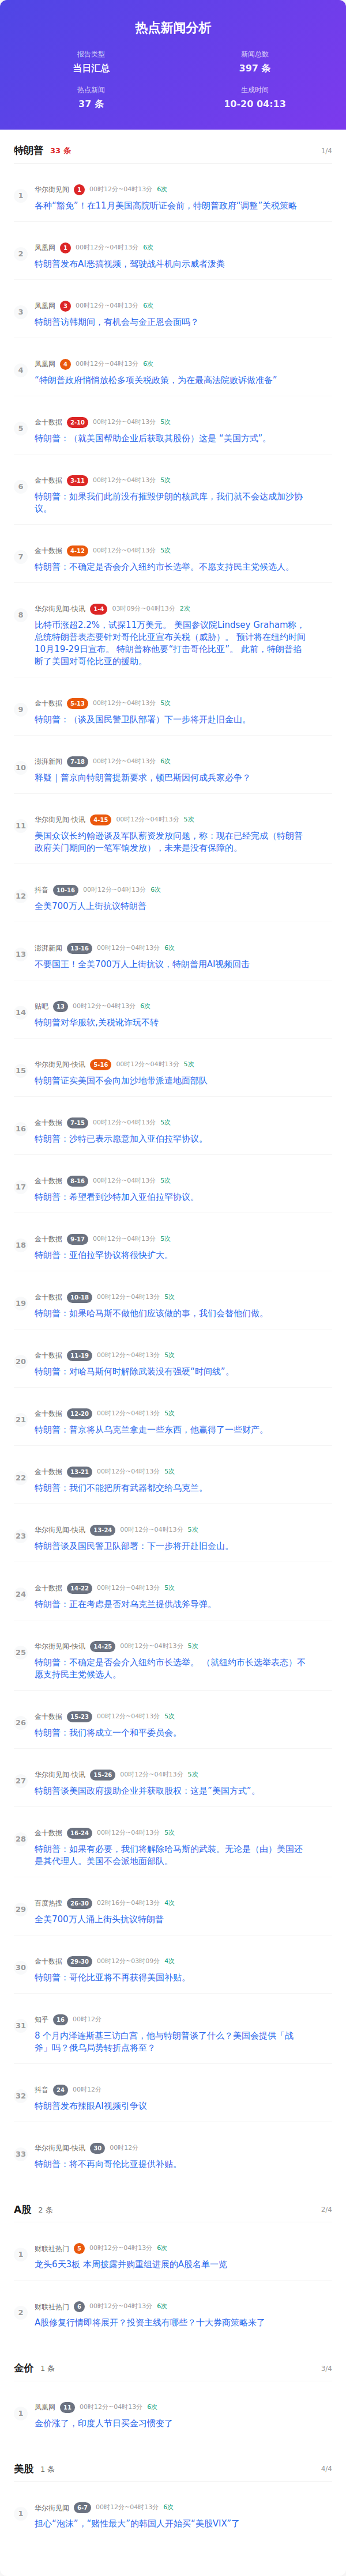 热点新闻分析
报告类型
新闻总数
当日汇总
397 条
热点新闻
生成时间
37 条
10-20 04:13
特朗普 33 条
1/4
1
华尔街见闻 1 00时12分~04时13分 6次
各种“豁免”！在11月美国高院听证会前，特朗普政府“调整”关税策略
2
凤凰网 1 00时12分~04时13分 6次
特朗普发布AI恶搞视频，驾驶战斗机向示威者泼粪
3
凤凰网 3 00时12分~04时13分 6次
特朗普访韩期间，有机会与金正恩会面吗？
4
凤凰网 4 00时12分~04时13分 6次
“特朗普政府悄悄放松多项关税政策，为在最高法院败诉做准备”
5
金十数据 2-10 00时12分~04时13分 5次
特朗普：（就美国帮助企业后获取其股份）这是 “美国方式”。
6
金十数据 3-11 00时12分~04时13分 5次
特朗普：如果我们此前没有摧毁伊朗的核武库，我们就不会达成加沙协
议。
7
金十数据 4-12 00时12分~04时13分 5次
特朗普：不确定是否会介入纽约市长选举。不愿支持民主党候选人。
8
华尔街见闻-快讯 1-4 03时09分~04时13分 2次
比特币涨超2.2%，试探11万美元。 美国参议院Lindsey Graham称，
总统特朗普表态要针对哥伦比亚宣布关税（威胁）。 预计将在纽约时间
10月19-29日宣布。 特朗普称他要“打击哥伦比亚”。 此前，特朗普掐
断了美国对哥伦比亚的援助。
9
金十数据 5-13 00时12分~04时13分 5次
特朗普：（谈及国民警卫队部署）下一步将开赴旧金山。
10
澎湃新闻 7-18 00时12分~04时13分 6次
释疑｜普京向特朗普提新要求，顿巴斯因何成兵家必争？
11
华尔街见闻-快讯 4-15 00时12分~04时13分 5次
美国众议长约翰逊谈及军队薪资发放问题，称：现在已经完成（特朗普
政府关门期间的一笔军饷发放），未来是没有保障的。
12
抖音 10-16 00时12分~04时13分 6次
全美700万人上街抗议特朗普
13
澎湃新闻 13-16 00时12分~04时13分 6次
不要国王！全美700万人上街抗议，特朗普用AI视频回击
14
贴吧 13 00时12分~04时13分 6次
特朗普对华服软,关税讹诈玩不转
15
华尔街见闻-快讯 5-16 00时12分~04时13分 5次
特朗普证实美国不会向加沙地带派遣地面部队
16
金十数据 7-15 00时12分~04时13分 5次
特朗普：沙特已表示愿意加入亚伯拉罕协议。
17
金十数据 8-16 00时12分~04时13分 5次
特朗普：希望看到沙特加入亚伯拉罕协议。
18
金十数据 9-17 00时12分~04时13分 5次
特朗普：亚伯拉罕协议将很快扩大。
19
金十数据 10-18 00时12分~04时13分 5次
特朗普：如果哈马斯不做他们应该做的事，我们会替他们做。
20
金十数据 11-19 00时12分~04时13分 5次
特朗普：对哈马斯何时解除武装没有强硬“时间线”。
21
金十数据 12-20 00时12分~04时13分 5次
特朗普：普京将从乌克兰拿走一些东西，他赢得了一些财产。
22
金十数据 13-21 00时12分~04时13分 5次
特朗普：我们不能把所有武器都交给乌克兰。
23
华尔街见闻-快讯 13-24 00时12分~04时13分 5次
特朗普谈及国民警卫队部署：下一步将开赴旧金山。
24
金十数据 14-22 00时12分~04时13分 5次
特朗普：正在考虑是否对乌克兰提供战斧导弹。
25
华尔街见闻-快讯 14-25 00时12分~04时13分 5次
特朗普：不确定是否会介入纽约市长选举。 （就纽约市长选举表态）不
愿支持民主党候选人。
26
金十数据 15-23 00时12分~04时13分 5次
特朗普：我们将成立一个和平委员会。
27
华尔街见闻-快讯 15-26 00时12分~04时13分 5次
特朗普谈美国政府援助企业并获取股权：这是”美国方式“。
28
金十数据 16-24 00时12分~04时13分 5次
特朗普：如果有必要，我们将解除哈马斯的武装。无论是（由）美国还
是其代理人。美国不会派地面部队。
29
百度热搜 26-30 02时16分~04时13分 4次
全美700万人涌上街头抗议特朗普
30
金十数据 29-30 00时12分~03时09分 4次
特朗普：哥伦比亚将不再获得美国补贴。
31
知乎 16 00时12分
8 个月内泽连斯基三访白宫，他与特朗普谈了什么？美国会提供「战
斧」吗？俄乌局势转折点将至？
32
抖音 24 00时12分
特朗普发布辣眼AI视频引争议
33
华尔街见闻-快讯 30 00时12分
特朗普：将不再向哥伦比亚提供补贴。
A股 2 条
2/4
1
财联社热门 5 00时12分~04时13分 6次
龙头6天3板 本周披露并购重组进展的A股名单一览
2
财联社热门 6 00时12分~04时13分 6次
A股修复行情即将展开？投资主线有哪些？十大券商策略来了
金价 1 条
3/4
1
凤凰网 11 00时12分~04时13分 6次
金价涨了，印度人节日买金习惯变了
美股 1 条
4/4
1
华尔街见闻 6-7 00时12分~04时13分 6次
担心“泡沫”，“赌性最大”的韩国人开始买“美股VIX”了